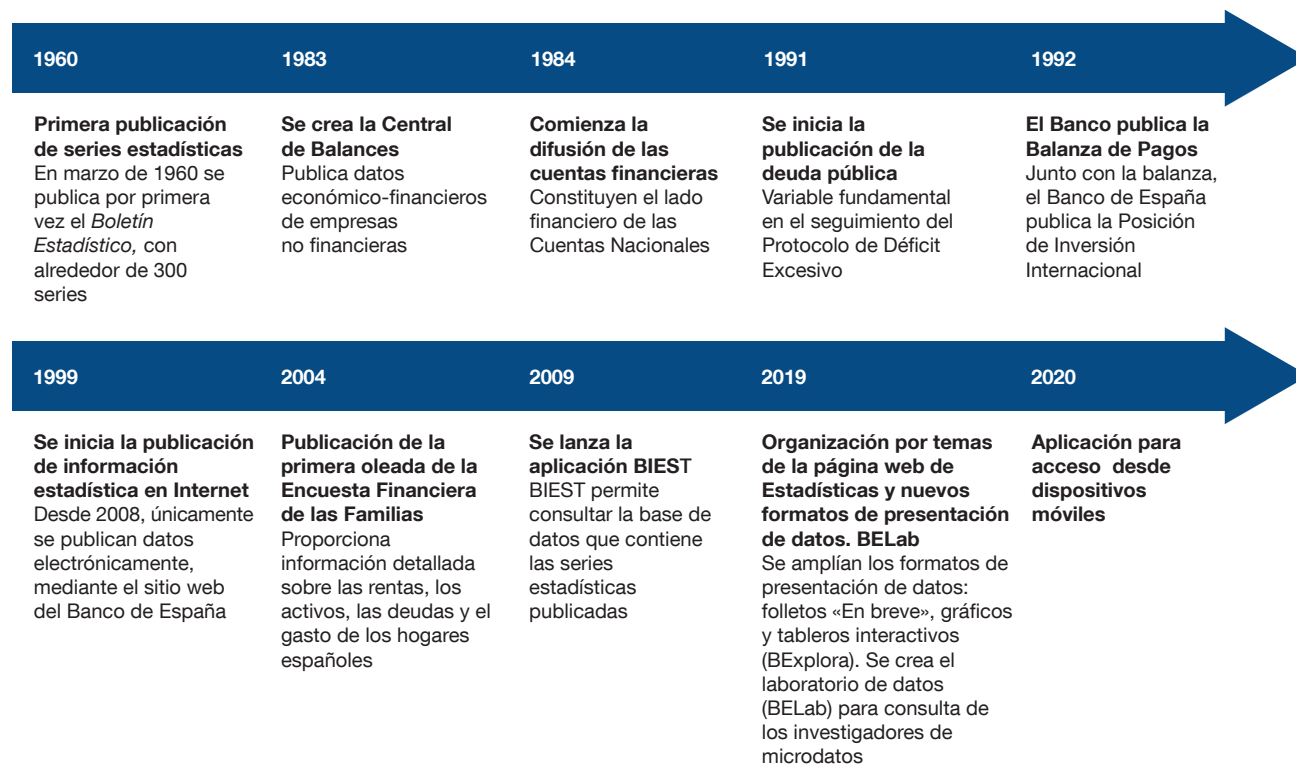 1960
1983
1984
1991
1992
Primera publicación
de series estadísticas
En marzo de 1960 se
publica por primera
vez el Boletín
Estadístico, con
alrededor de 300
series
Se crea la Central
de Balances
Publica datos
económico-financieros
de empresas
no financieras
Comienza la
difusión de las
cuentas financieras
Constituyen el lado
financiero de las
Cuentas Nacionales
Se inicia la
publicación de la
deuda pública
Variable fundamental
en el seguimiento del
Protocolo de Déficit
Excesivo
El Banco publica la
Balanza de Pagos
Junto con la balanza,
el Banco de España
publica la Posición
de Inversión
Internacional
1999
2004
2009
2019
2020
Se inicia la publicación
de información
estadística en Internet
Desde 2008, únicamente
se publican datos
electrónicamente,
mediante el sitio web
del Banco de España
Publicación de la
primera oleada de la
Encuesta Financiera
de las Familias
Proporciona
información detallada
sobre las rentas, los
activos, las deudas y el
gasto de los hogares
españoles
Se lanza la
aplicación BIEST
BIEST permite
consultar la base de
datos que contiene
las series
estadísticas
publicadas
Organización por temas
de la página web de
Estadísticas y nuevos
formatos de presentación
de datos. BELab
Se amplían los formatos de
presentación de datos:
folletos «En breve», gráficos
y tableros interactivos
(BExplora). Se crea el
laboratorio de datos
(BELab) para consulta de
los investigadores de
microdatos
Aplicación para
acceso desde
dispositivos
móviles